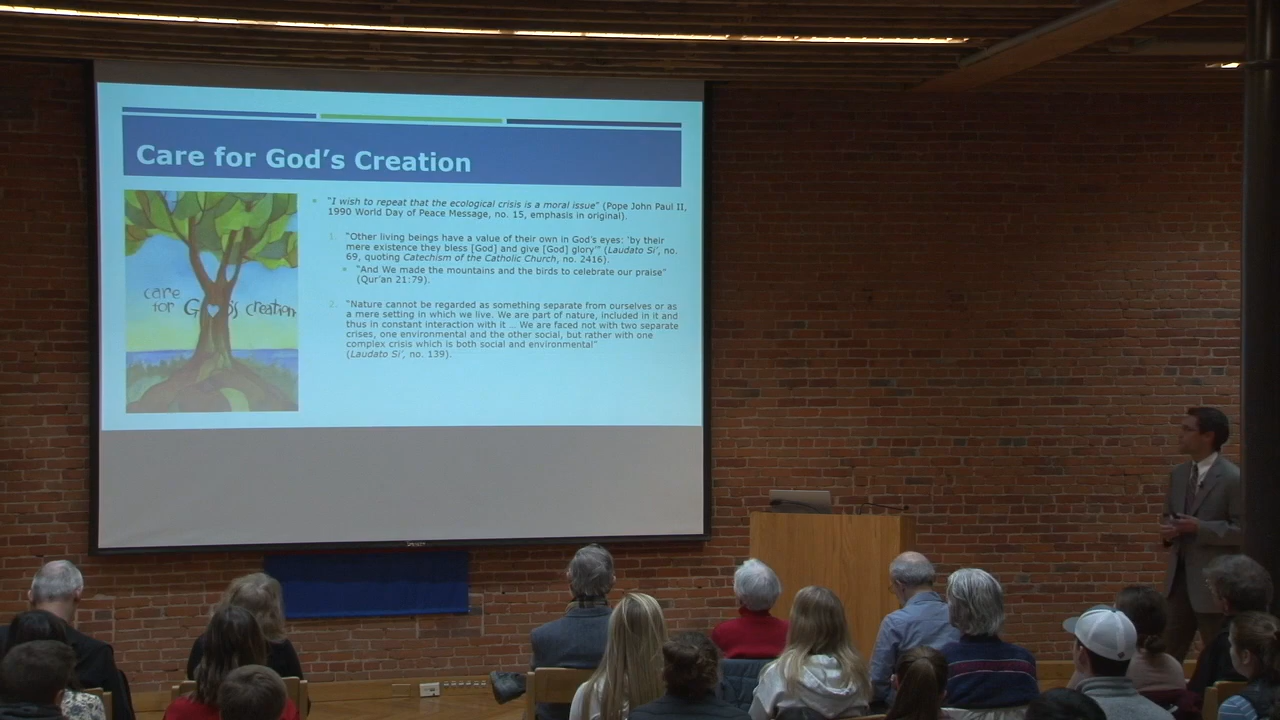 Care for God's Creation
"I wish to repeat that the ecological crisis is a moral issue" (Pope John Paul II,
1990 World Day of Peace Message, no. 15, emphasis in original).
1. "Other living beings have a value of their own in God's eyes: 'by their
mere existence they bless [God] and give [God] glory'" (Laudato Si', no.
69, quoting Catechism of the Catholic Church, no. 2416).
"And We made the mountains and the birds to celebrate our praise"
(Qur'an 21:79).
2. "Nature cannot be regarded as something separate from ourselves or as
a mere setting in which we live. We are part of nature, included in it and
thus in constant interaction with it … We are faced not with two separate
crises, one environmental and the other social, but rather with one
complex crisis which is both social and environmental"
(Laudato Si', no. 139).
care
for God's creation